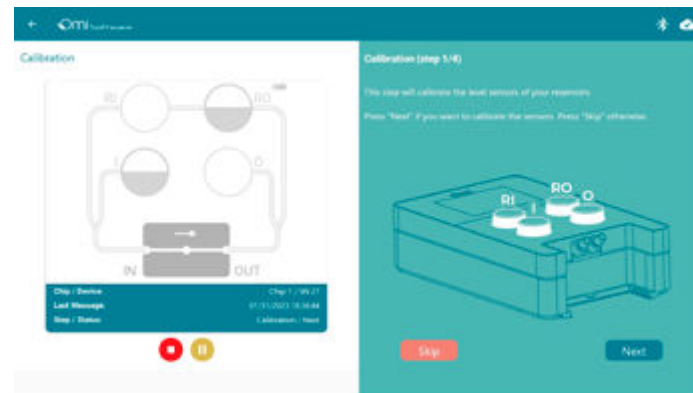 Omi
Calibration
RI
RO
I
O
IN
OUT
Chip / Device
Chip 1 / 
Last Message
Step / Status
Calibration / Next
Calibration (step 1/4)
This step will calibrate the level sensors of your reservoirs.
Press "Next" if you want to calibrate the sensors. Press "Skip" otherwise.
RI
I
RO
O
Skip
Next